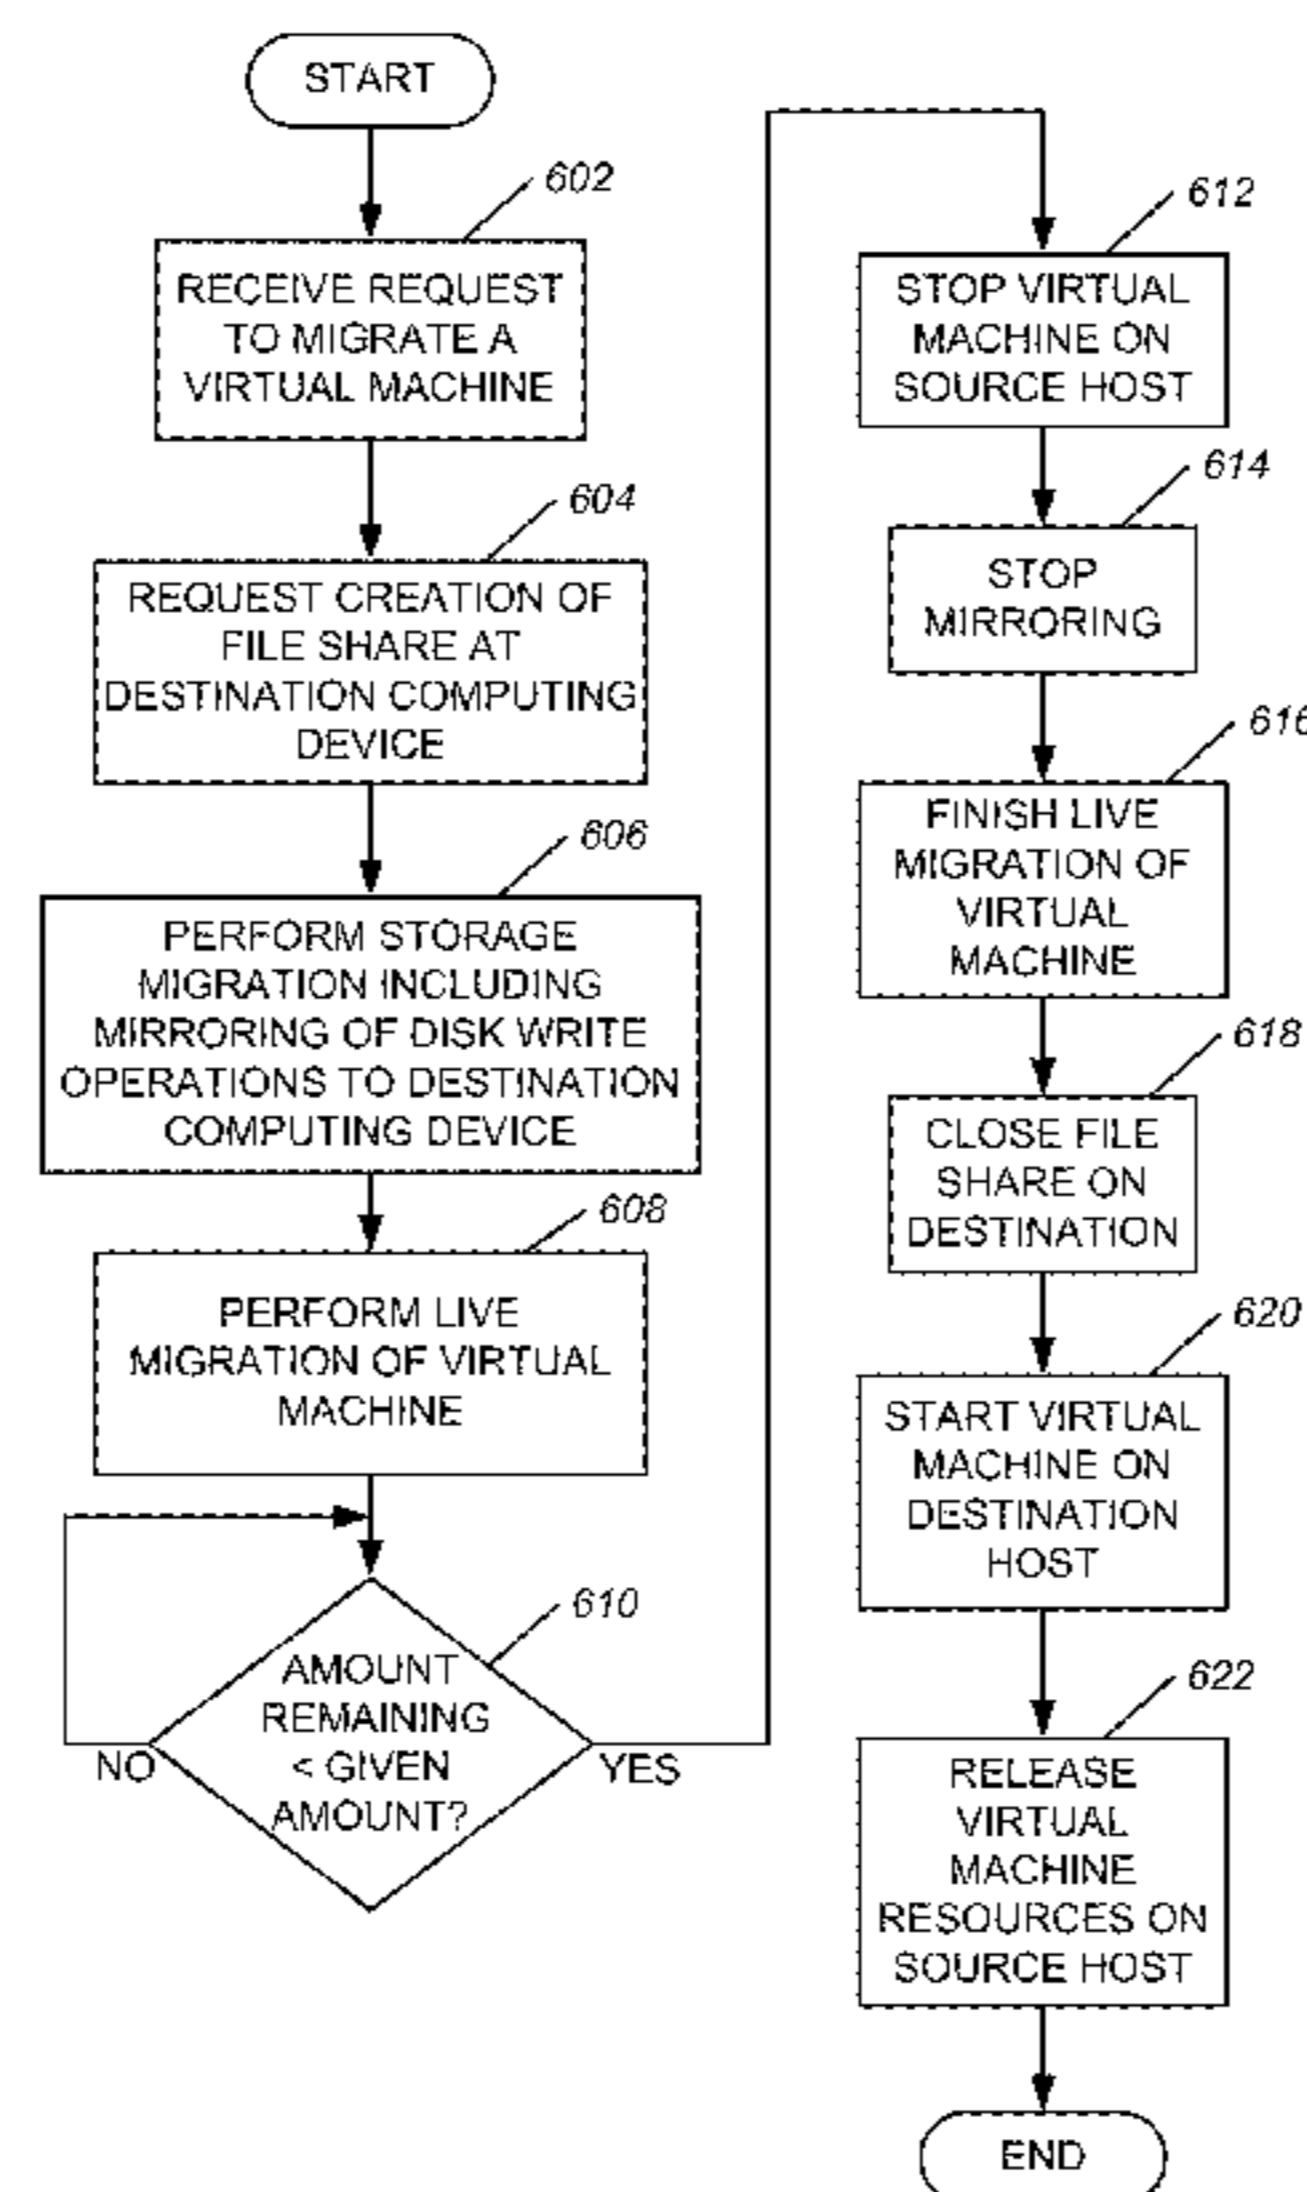 START
602
RECEIVE REQUEST
TO MIGRATE A
VIRTUAL MACHINE
604
REQUEST CREATION OF
FILE SHARE AT
DESTINATION COMPUTING
DEVICE
606
PERFORM STORAGE
MIGRATION INCLUDING
MIRRORING OF DISK WRITE
OPERATIONS TO DESTINATION
COMPUTING DEVICE
608
PERFORM LIVE
MIGRATION OF VIRTUAL
MACHINE
610
AMOUNT
REMAINING
< GIVEN
AMOUNT?
NO
YES
612
STOP VIRTUAL
MACHINE ON
SOURCE HOST
614
STOP
MIRRORING
616
FINISH LIVE
MIGRATION OF
VIRTUAL
MACHINE
618
CLOSE FILE
SHARE ON
DESTINATION
620
START VIRTUAL
MACHINE ON
DESTINATION
HOST
622
RELEASE
VIRTUAL
MACHINE
RESOURCES ON
SOURCE HOST
END